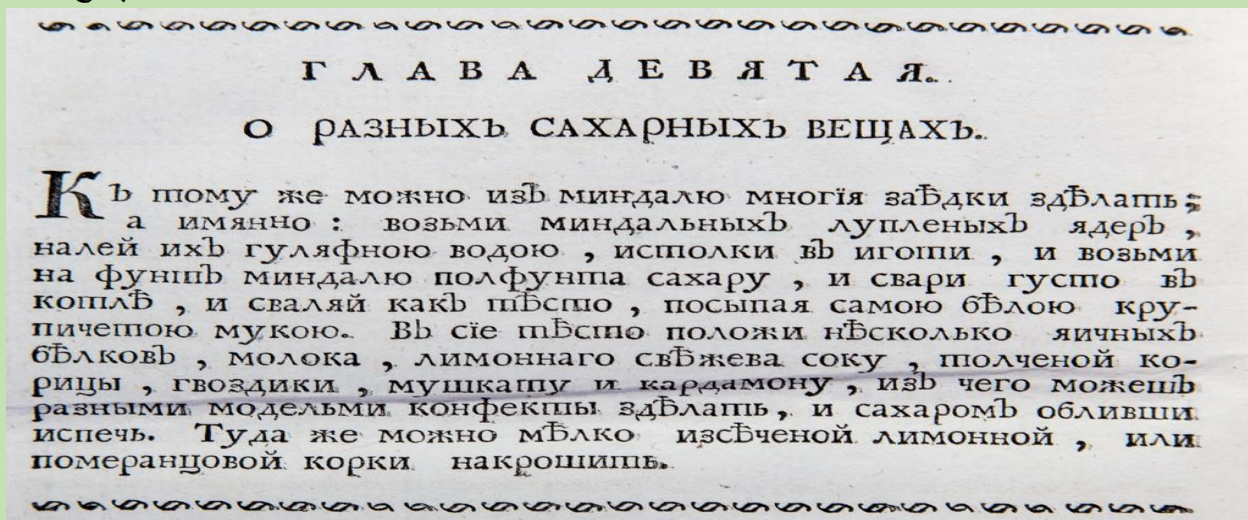 ГЛАВА ДЕВЯТАЯ.
О РАЗНЫХЪ САХАРНЫХЪ ВЕЩАХЪ.
Къ тому же можно изъ миндалю многїя заѣдки здѣлать;
а имянно : возьми миндальныхъ лупленыхъ ядеръ ,
налей ихъ гуляфною водою , истолки въ иготи , и возьми
на фунтъ миндалю полфунта сахару , и свари густо въ
котлѣ , и сваляй какъ тѣсто , посыпая самою бѣлою кру-
пичетою мукою. Въ сїе тѣсто положи нѣсколько яичныхъ
бѣлковъ , молока , лимоннаго свѣжева соку , толченой ко-
рицы , гвоздики , мушкату и кардамону , изъ чего можешъ
разными модельми конфекты здѣлать , и сахаромъ обливши
испечь. Туда же можно мѣлко изсѣченой лимонной , или
померанцовой корки накрошить.